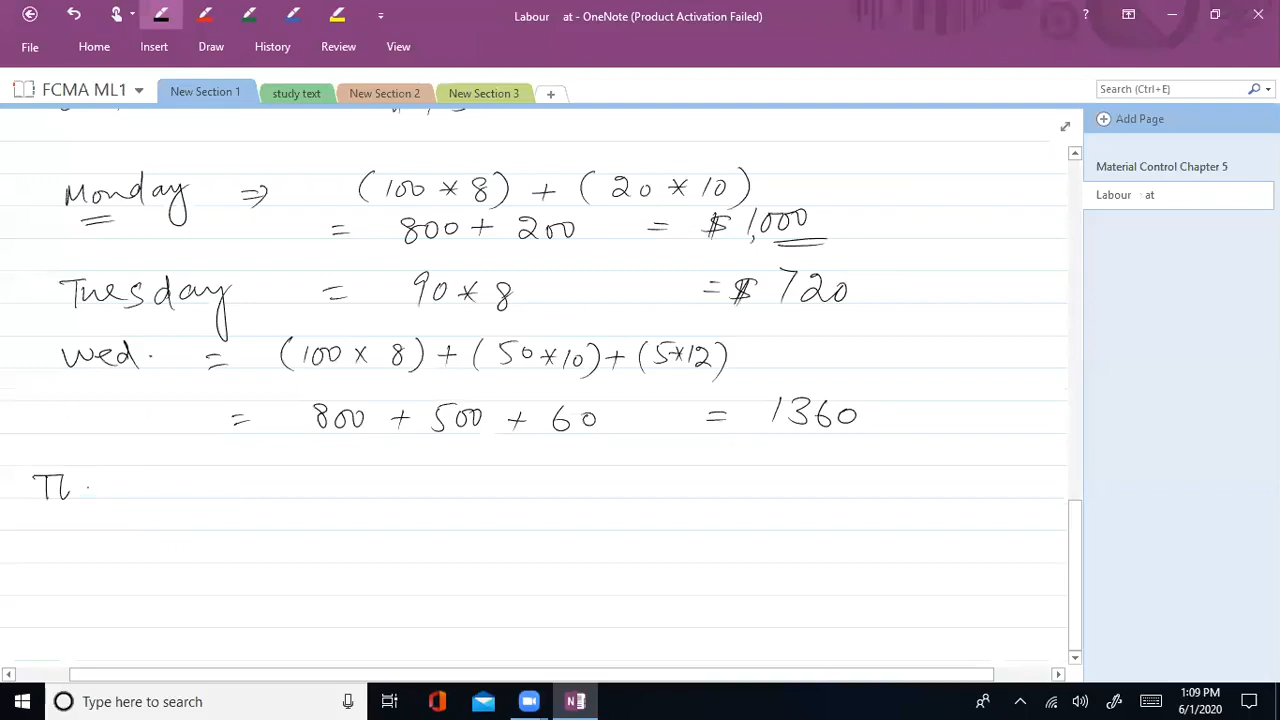 Labour at - OneNote (Product Activation Failed)
File Home Insert Draw History Review View
FCMA ML1 New Section 1 study text New Section 2 New Section 3
Search (Ctrl+E)
Add Page
Material Control Chapter 5
Labour at
Monday ⇒ (100 * 8) + (20 * 10)
= 800 + 200 = $ 1,000
Tuesday = 90 * 8 = $ 720
Wed. = (100 × 8) + (50 * 10) + (5*12)
= 800 + 500 + 60 = 1360
Type here to search
1:09 PM
6/1/2020